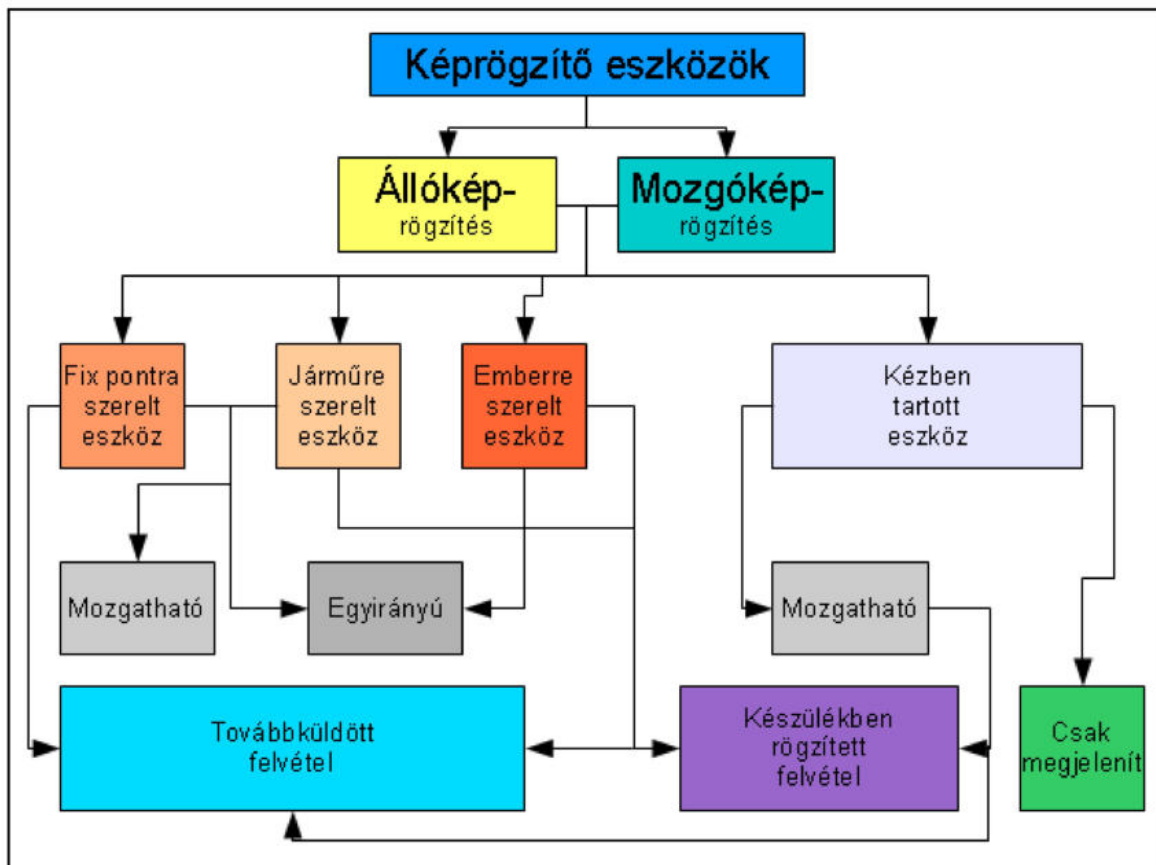 Képrögzítő eszközök
Állókép-
rögzítés
Mozgókép-
rögzítés
Fix pontra
szerelt
eszköz
Járműre
szerelt
eszköz
Emberre
szerelt
eszköz
Kézben
tartott
eszköz
Mozgatható
Egyirányú
Mozgatható
Továbbküldött
felvétel
Készülékben
rögzített
felvétel
Csak
megjelenít